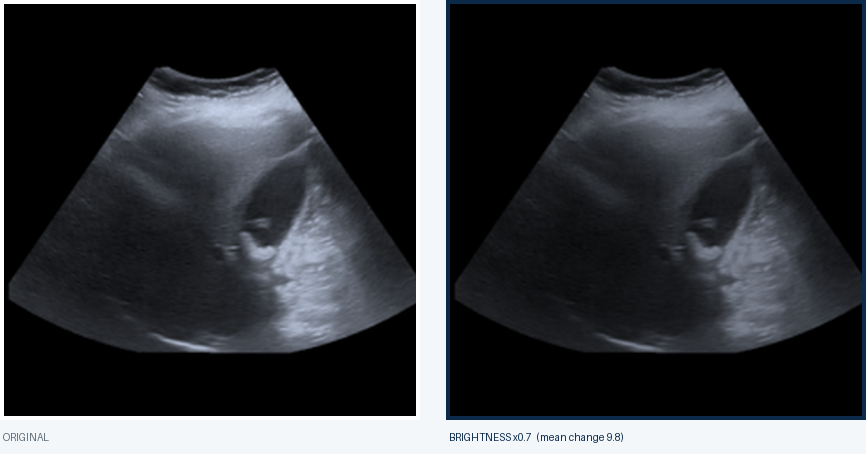 ORIGINAL
BRIGHTNESS x0.7 (mean change 9.8)